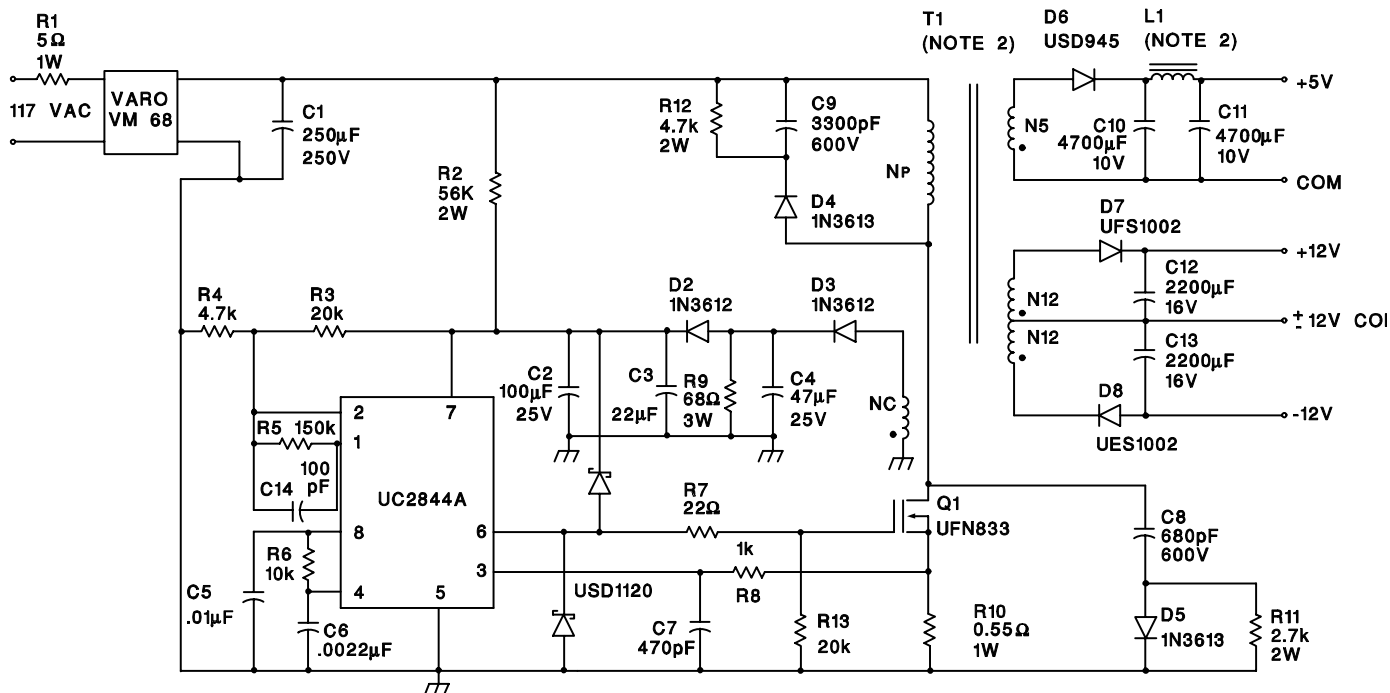 R1
5Ω
1W
117 VAC
VARO
VM 68
C1
250µF
250V
R2
56K
2W
R12
4.7k
2W
C9
3300pF
600V
D4
1N3613
NP
T1
(NOTE 2)
D6
USD945
L1
(NOTE 2)
N5
C10
4700µF
10V
C11
4700µF
10V
+5V
COM
D7
UFS1002
N12
N12
C12
2200µF
16V
C13
2200µF
16V
D8
UES1002
+12V
± 12V CO
-12V
R4
4.7k
R3
20k
D2
1N3612
D3
1N3612
C2
100µF
25V
C3
22µF
R9
68Ω
3W
C4
47µF
25V
NC
R5 150k
100
pF
C14
R6
10k
C5
.01µF
C6
.0022µF
2
1
8
4
7
5
6
3
UC2844A
USD1120
R7
22Ω
1k
R8
C7
470pF
R13
20k
Q1
UFN833
R10
0.55Ω
1W
C8
680pF
600V
D5
1N3613
R11
2.7k
2W